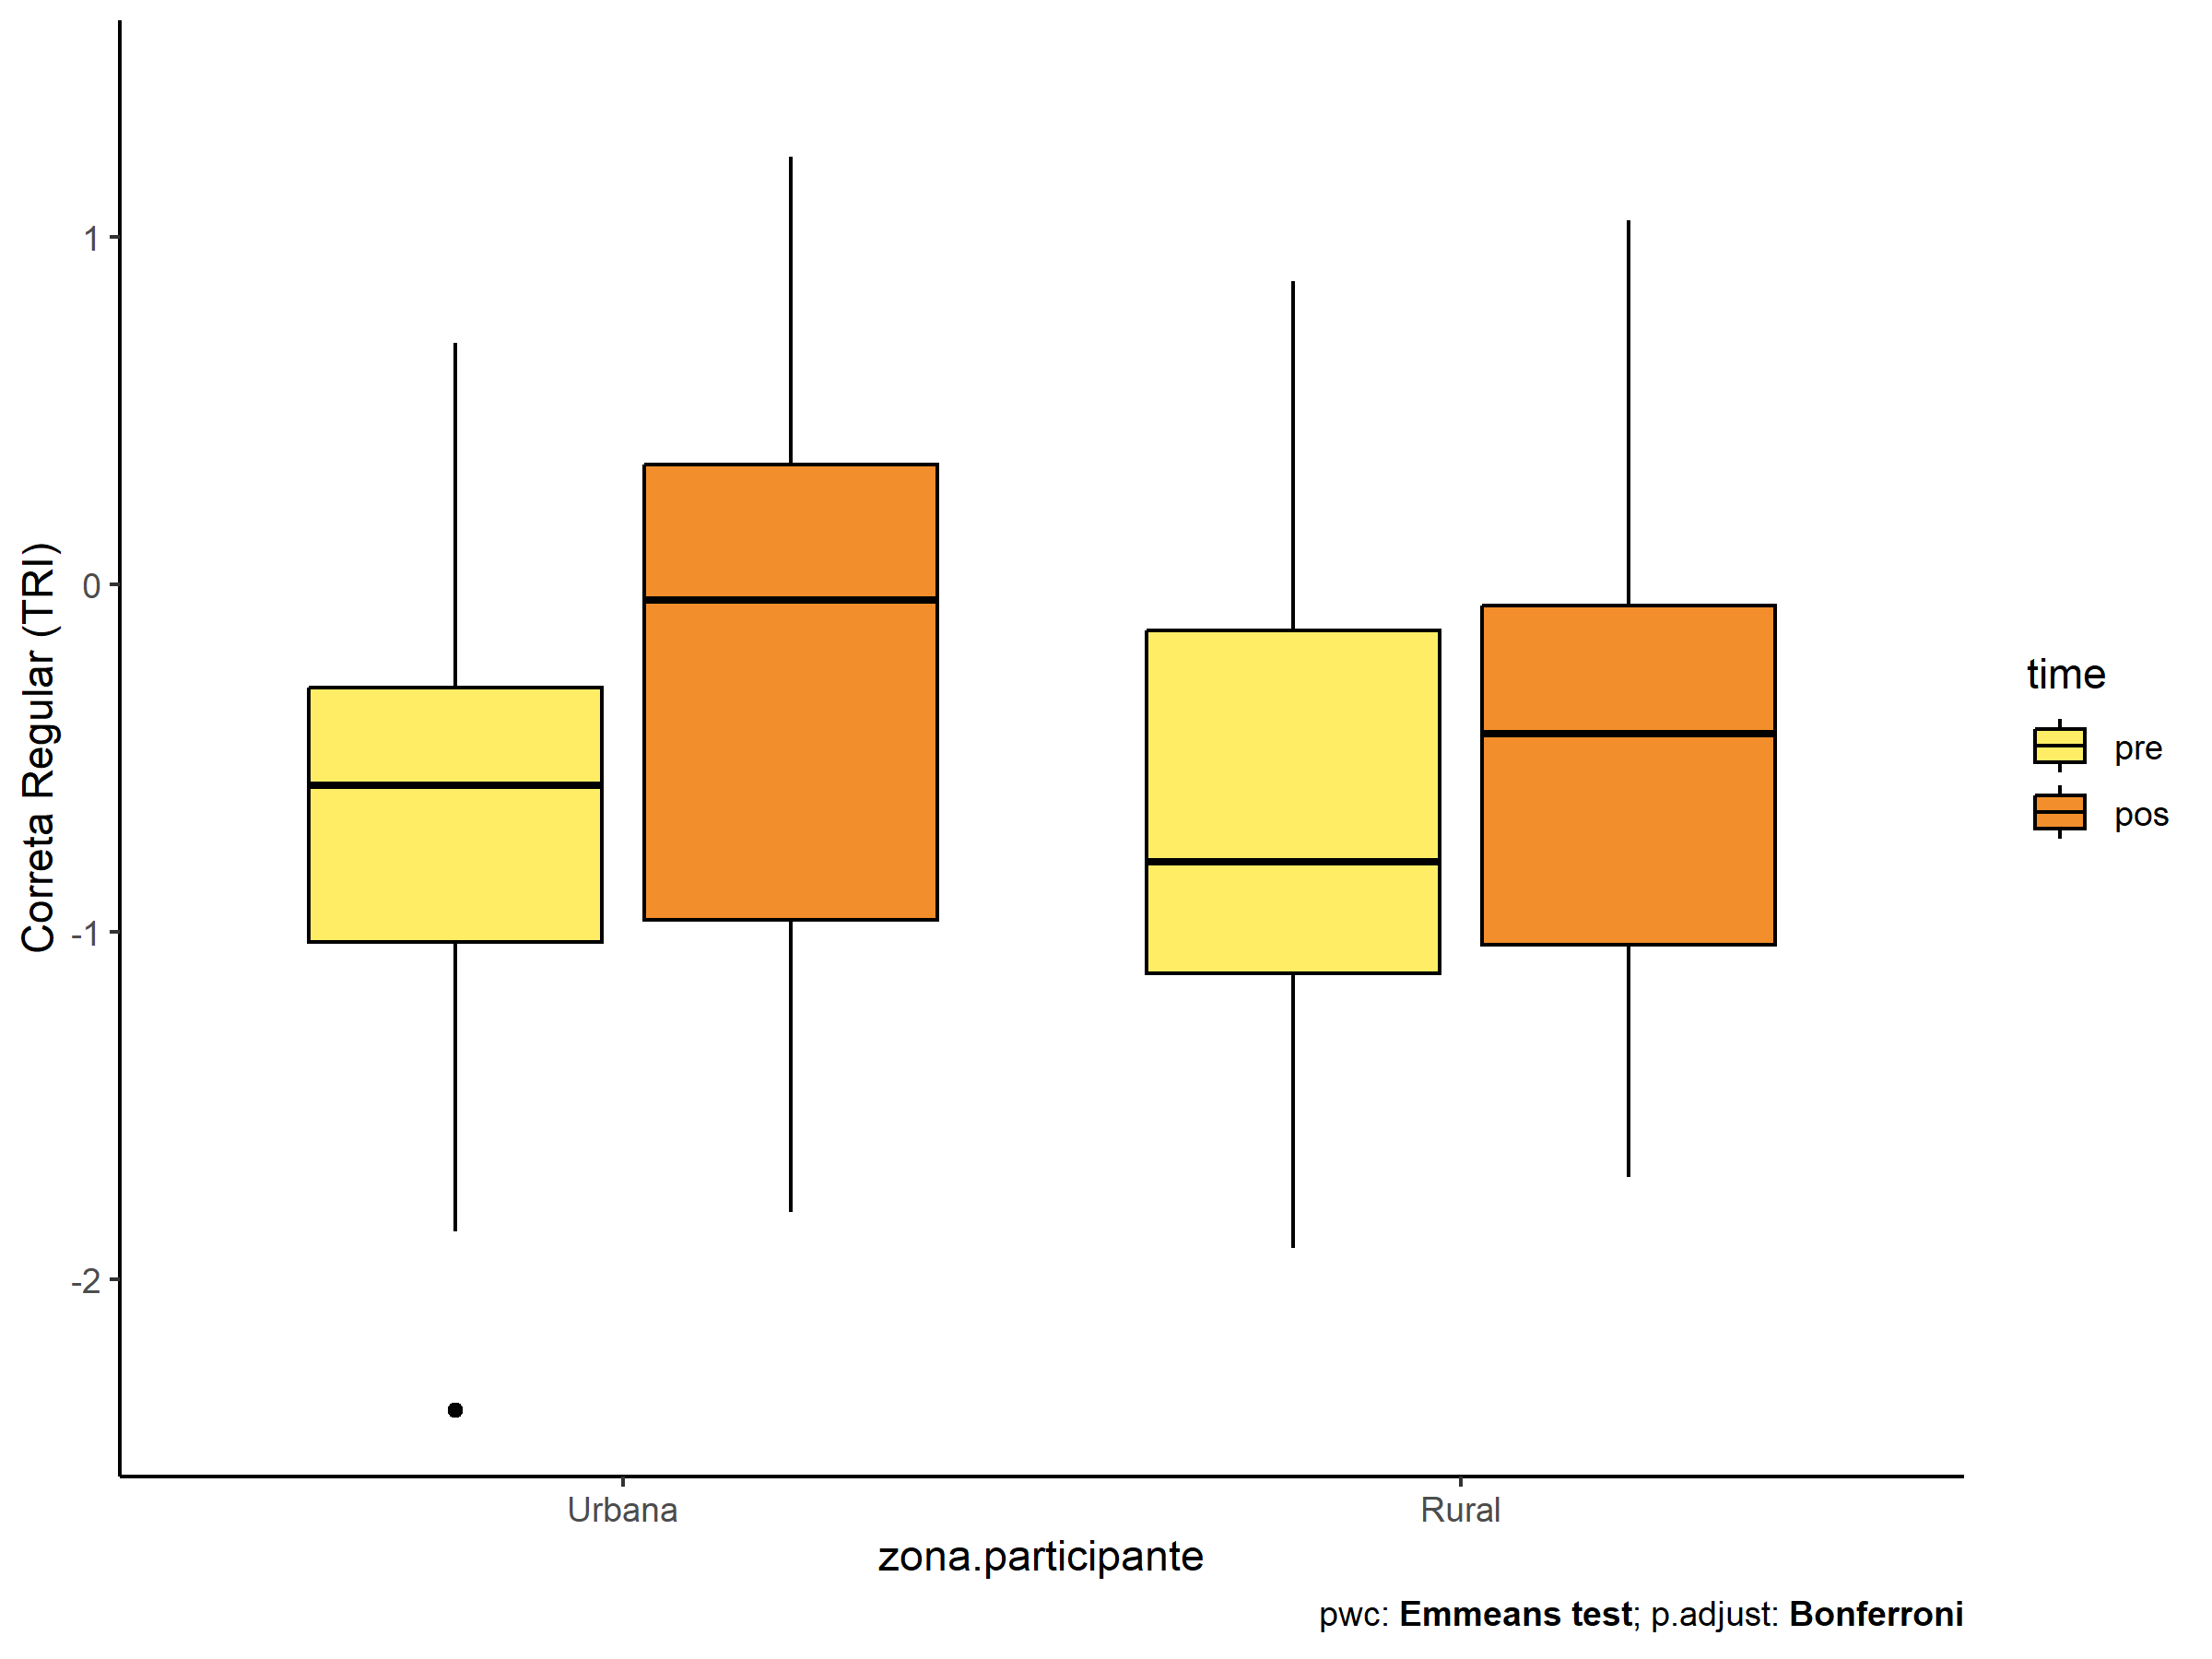 Correta Regular (TRI)
1
0
-1
-2
Urbana
Rural
zona.participante
time
pre
pos
pwc: Emmeans test; p.adjust: Bonferroni